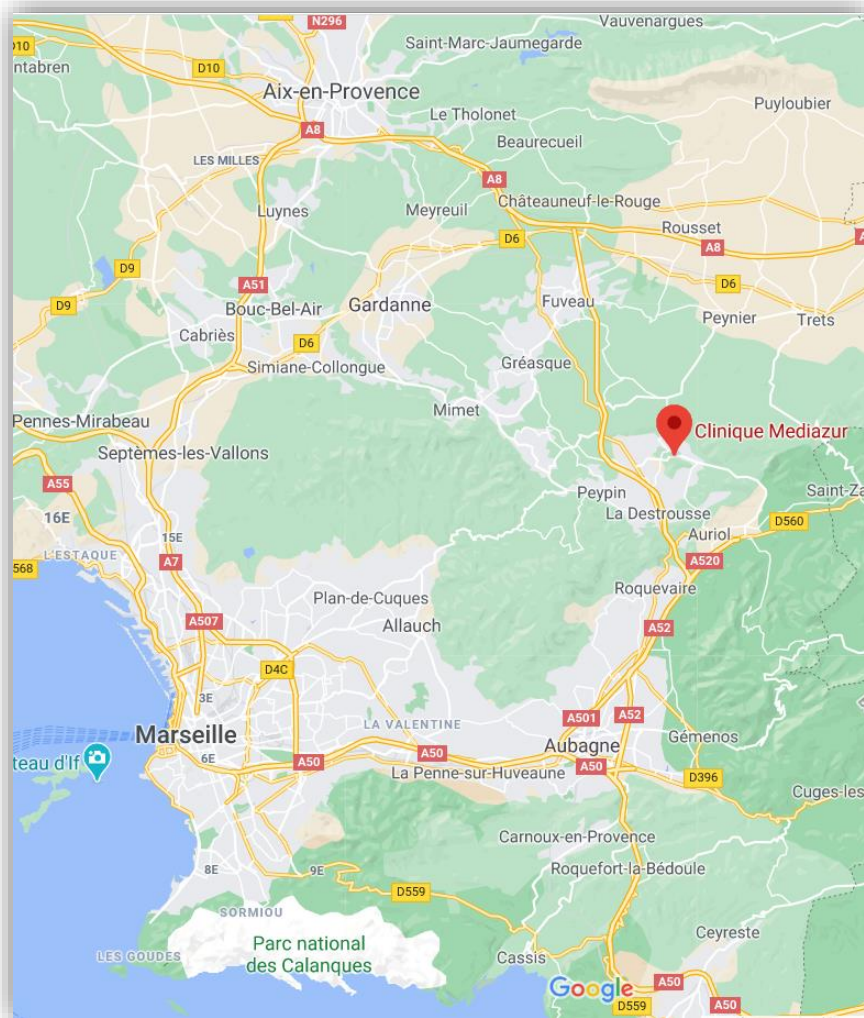 N296
Vauvenargues
D10
Saint-Marc-Jaumegarde
ntabren
D10
Aix-en-Provence
Puyloubier
Le Tholonet
A8
Beaurecueil
LES MILLES
A8
Châteauneuf-le-Rouge
Luynes
Meyreuil
Rousset
D6
A8
A
D9
A51
D6
D9
Bouc-Bel-Air
Gardanne
Fuveau
Peynier
Trets
Cabriès
D6
Simiane-Collongue
Gréasque
Mimet
Pennes-Mirabeau
Clinique Mediazur
Septèmes-les-Vallons
A55
Peypin
Saint-Za
La Destrousse
16E
D560
15E
Auriol
L'ESTAQUE
A7
A520
568
Roquevaire
Plan-de-Cuques
A507
Allauch
A52
D4C
3E
LA VALENTINE
A501
A52
Marseille
Gémenos
Aubagne
6E
A50
A50
A50
teau d'If
La Penne-sur-Huveaune
D396
Cuges-les
Carnoux-en-Provence
8E
9E
Roquefort-la-Bédoule
D559
SORMIOU
Ceyreste
Parc national
des Calanques
LES GOUDES
Cassis
A50
Google
D559
A50